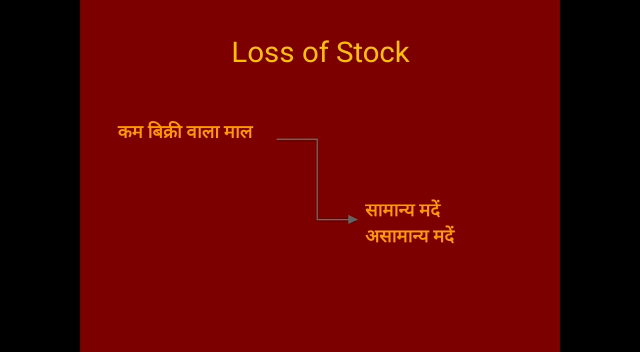 Loss of Stock
कम बिक्री वाला माल
सामान्य मदें
असामान्य मदें